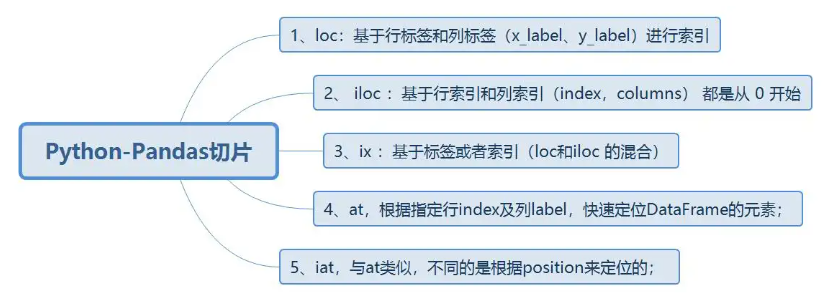 Python-Pandas切片
1、loc：基于行标签和列标签（x_label、y_label）进行索引
2、 iloc ：基于行索引和列索引（index，columns） 都是从 0 开始
3、ix ：基于标签或者索引（loc和iloc 的混合）
4、at，根据指定行index及列label，快速定位DataFrame的元素；
5、iat，与at类似，不同的是根据position来定位的；